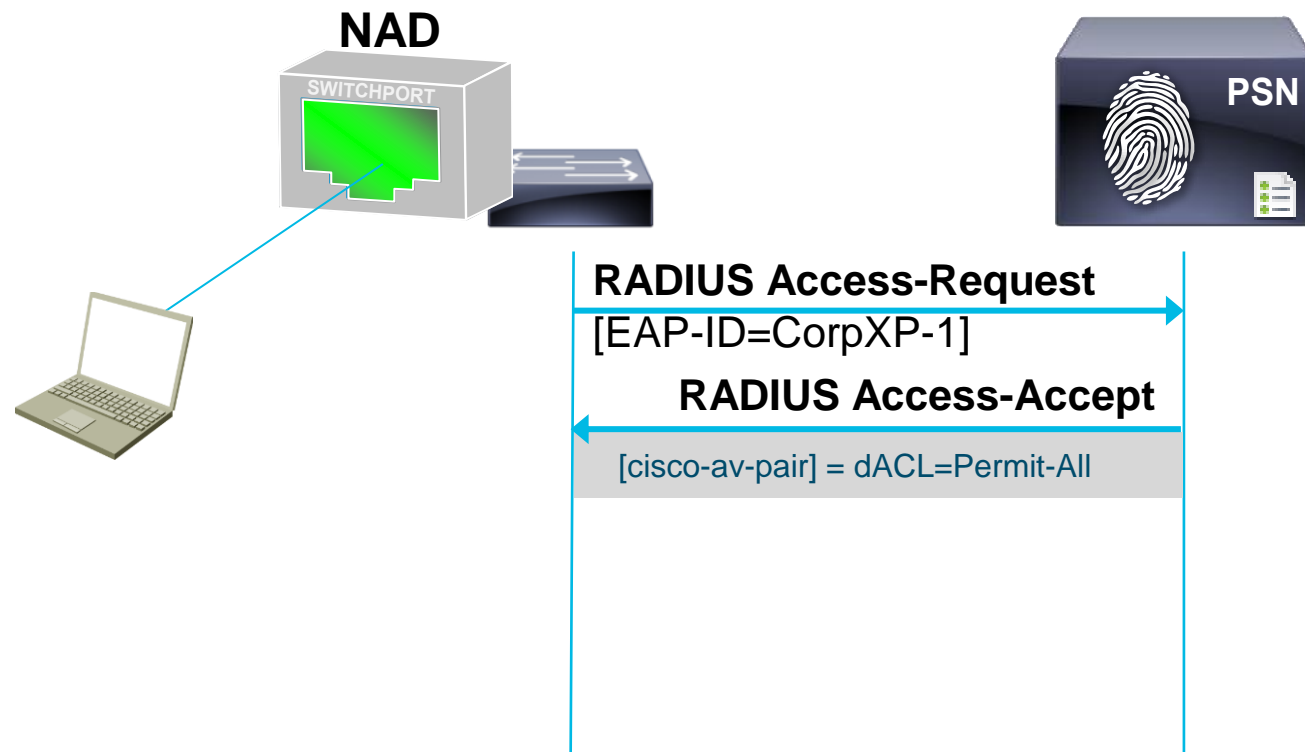 NAD
SWITCHPORT
PSN
RADIUS Access-Request
[EAP-ID=CorpXP-1]
RADIUS Access-Accept
[cisco-av-pair] = dACL=Permit-All